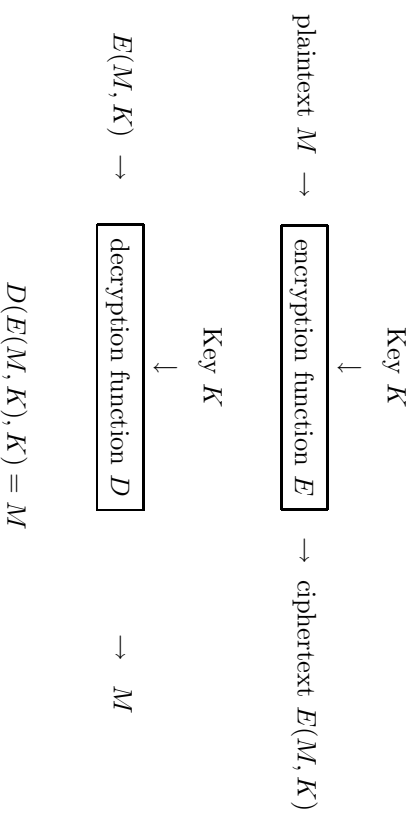 Key K
↓
plaintext M → encryption function E → ciphertext E(M, K)
Key K
↓
E(M, K) → decryption function D → M
D(E(M, K), K) = M